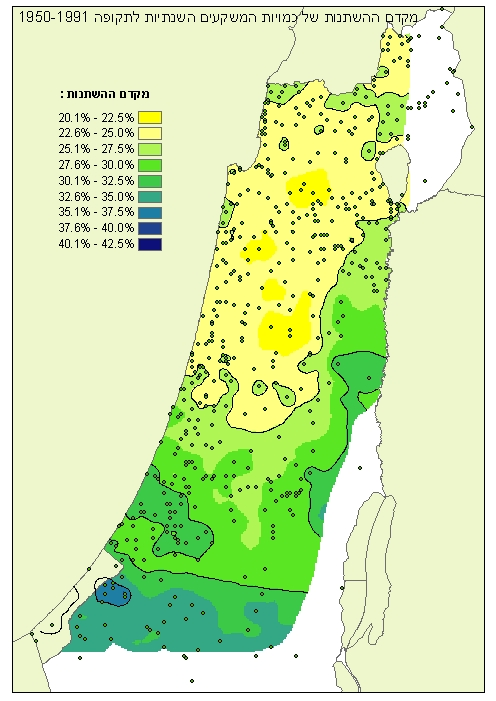 מקדם ההשתנות של כמויות המשקעים השנתיות לתקופה 1950-1991
מקדם ההשתנות :
20.1% - 22.5%
22.6% - 25.0%
25.1% - 27.5%
27.6% - 30.0%
30.1% - 32.5%
32.6% - 35.0%
35.1% - 37.5%
37.6% - 40.0%
40.1% - 42.5%